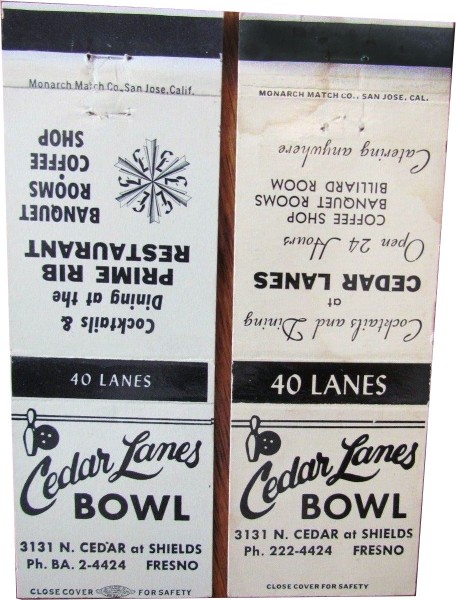 Monarch Match Co., San Jose, Calif.
Cocktails &
Dining at the
PRIME RIB
RESTAURANT
BANQUET
ROOMS
COFFEE
SHOP
40 LANES
Cedar Lanes
BOWL
3131 N. CEDAR at SHIELDS
Ph. BA. 2-4424 FRESNO
CLOSE COVER FOR SAFETY
MONARCH MATCH CO., SAN JOSE, CAL.
Cocktails and Dining
at
CEDAR LANES
Open 24 Hours
COFFEE SHOP
BANQUET ROOMS
BILLIARD ROOM
Catering anywhere
40 LANES
Cedar Lanes
BOWL
3131 N. CEDAR at SHIELDS
Ph. 222-4424 FRESNO
CLOSE COVER FOR SAFETY